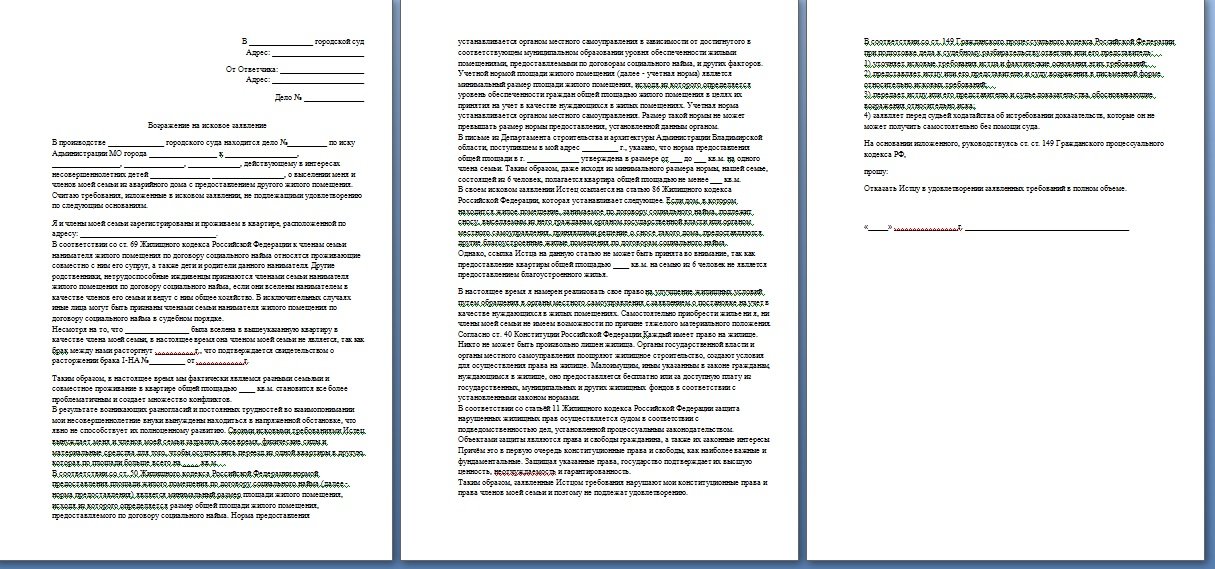 В ________________ городской суд
Адрес: ______________________
От Ответчика: ____________________
Адрес: ______________________
Дело № _______________
Возражение на исковое заявление
В производстве ______________ городского суда находится дело №__________ по иску
Администрации МО города _________________ к __________________,
_________________, _______________, _____________, действующему в интересах
несовершеннолетних детей _______________ _________________, о выселении меня и
членов моей семьи из аварийного дома с предоставлением другого жилого помещения.
Считаю требования, изложенные в исковом заявлении, не подлежащими удовлетворению
по следующим основаниям.
Я и члены моей семьи зарегистрированы и проживаем в квартире, расположенной по
адресу: ___________________________________.
В соответствии со ст. 69 Жилищного кодекса Российской Федерации к членам семьи
нанимателя жилого помещения по договору социального найма относятся проживающие
совместно с ним его супруг, а также дети и родители данного нанимателя. Другие
родственники, нетрудоспособные иждивенцы признаются членами семьи нанимателя
жилого помещения по договору социального найма, если они вселены нанимателем в
качестве членов его семьи и ведут с ним общее хозяйство. В исключительных случаях
иные лица могут быть признаны членами семьи нанимателя жилого помещения по
договору социального найма в судебном порядке.
Несмотря на то, что ________________ была вселена в вышеуказанную квартиру в
качестве члена моей семьи, в настоящее время она членом моей семьи не является, так как
брак между нами расторгнут ____________г., что подтверждается свидетельством о
расторжении брака I-НА №_________ от ______________г.
Таким образом, в настоящее время мы фактически являемся разными семьями и
совместное проживание в квартире общей площадью ____ кв.м. становится все более
проблематичным и создает множество конфликтов.
В результате возникающих разногласий и постоянных трудностей во взаимопонимании
мои несовершеннолетние внуки вынуждены находиться в напряженной обстановке, что
явно не способствует их полноценному развитию. Своими исковыми требованиями Истец
вынуждает меня и членов моей семьи затратить свое время, физические силы и
материальные средства для того, чтобы осуществить переезд из одной квартиры в другую,
которая по площади больше всего на _____ кв.м.
В соответствии со ст. 50 Жилищного кодекса Российской Федерации нормой
предоставления площади жилого помещения по договору социального найма (далее -
норма предоставления) является минимальный размер площади жилого помещения,
исходя из которого определяется размер общей площади жилого помещения,
предоставляемого по договору социального найма. Норма предоставления
устанавливается органом местного самоуправления в зависимости от достигнутого в
соответствующем муниципальном образовании уровня обеспеченности жилыми
помещениями, предоставляемыми по договорам социального найма, и других факторов.
Учетной нормой площади жилого помещения (далее - учетная норма) является
минимальный размер площади жилого помещения, исходя из которого определяется
уровень обеспеченности граждан общей площадью жилого помещения в целях их
принятия на учет в качестве нуждающихся в жилых помещениях. Учетная норма
устанавливается органом местного самоуправления. Размер такой нормы не может
превышать размер нормы предоставления, установленной данным органом.
В письме из Департамента строительства и архитектуры Администрации Владимирской
области, поступившем в мой адрес __________ г., указано, что норма предоставления
общей площади в г. _____________ утверждена в размере от ___ до ___ кв.м. на одного
члена семьи. Таким образом, даже исходя из минимального размера нормы, нашей семье,
состоящей из 6 человек, полагается квартира общей площадью не менее ___ кв.м.
В своем исковом заявлении Истец ссылается на статью 86 Жилищного кодекса
Российской Федерации, которая устанавливает следующее. Если дом, в котором
находится жилое помещение, занимаемое по договору социального найма, подлежит
сносу, выселяемым из него гражданам органом государственной власти или органом
местного самоуправления, принявшими решение о сносе такого дома, предоставляются
другие благоустроенные жилые помещения по договорам социального найма.
Однако, ссылка Истца на данную статью не может быть принята во внимание, так как
предоставление квартиры общей площадью ____ кв.м. на семью из 6 человек не является
предоставлением благоустроенного жилья.
В настоящее время я намерен реализовать свое право на улучшение жилищных условий,
путем обращения в органы местного самоуправления с заявлением о постановке на учет в
качестве нуждающихся в жилых помещениях. Самостоятельно приобрести жилье ни я, ни
члены моей семьи не имеем возможности по причине тяжелого материального положения.
Согласно ст. 40 Конституции Российской Федерации Каждый имеет право на жилище.
Никто не может быть произвольно лишен жилища. Органы государственной власти и
органы местного самоуправления поощряют жилищное строительство, создают условия
для осуществления права на жилище. Малоимущим, иным указанным в законе гражданам,
нуждающимся в жилище, оно предоставляется бесплатно или за доступную плату из
государственных, муниципальных и других жилищных фондов в соответствии с
установленными законом нормами.
В соответствии со статьёй 11 Жилищного кодекса Российской Федерации защита
нарушенных жилищных прав осуществляется судом в соответствии с
подведомственностью дел, установленной процессуальным законодательством.
Объектами защиты являются права и свободы гражданина, а также их законные интересы
Причём это в первую очередь конституционные права и свободы, как наиболее важные и
фундаментальные. Защищая указанные права, государство подтверждает их высшую
ценность, неотчуждаемость и гарантированность.
Таким образом, заявленные Истцом требования нарушают мои конституционные права и
права членов моей семьи и поэтому не подлежат удовлетворению.
В соответствии со ст. 149 Гражданского процессуального кодекса Российской Федерации,
при подготовке дела к судебному разбирательству ответчик или его представитель:
1) уточняет исковые требования истца и фактические основания этих требований;
2) представляет истцу или его представителю и суду возражения в письменной форме
относительно исковых требований;
3) передает истцу или его представителю и судье доказательства, обосновывающие
возражения относительно иска;
4) заявляет перед судьей ходатайства об истребовании доказательств, которые он не
может получить самостоятельно без помощи суда.
На основании изложенного, руководствуясь ст. ст. 149 Гражданского процессуального
кодекса РФ,
прошу:
Отказать Истцу в удовлетворении заявленных требований в полном объеме.
«_____» ________________г. _________________________________________